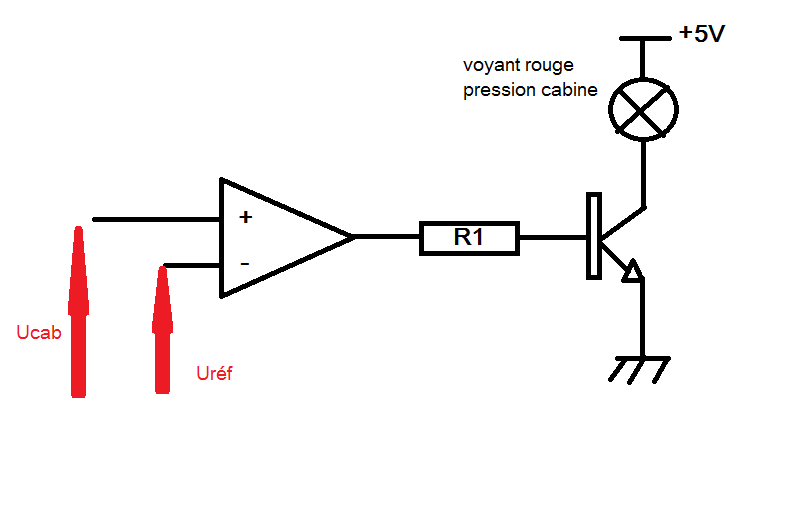 +5V
voyant rouge
pression cabine
+
R1
-
Ucab
Uréf